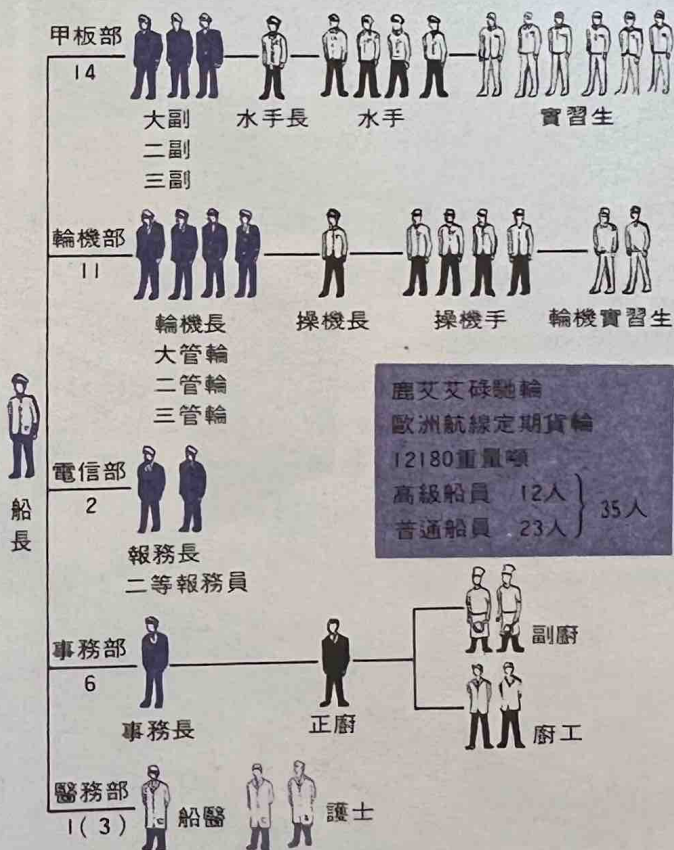 甲板部
14
大副
二副
三副
水手長
水手
實習生
輪機部
11
輪機長
大管輪
二管輪
三管輪
操機長
操機手
輪機實習生
鹿艾艾碌馳輪
歐洲航線定期貨輪
12180重量噸
高級船員 12人
普通船員 23人
35人
船長
電信部
2
報務長
二等報務員
事務部
6
事務長
正廚
副廚
廚工
醫務部
1(3)
船醫
護士